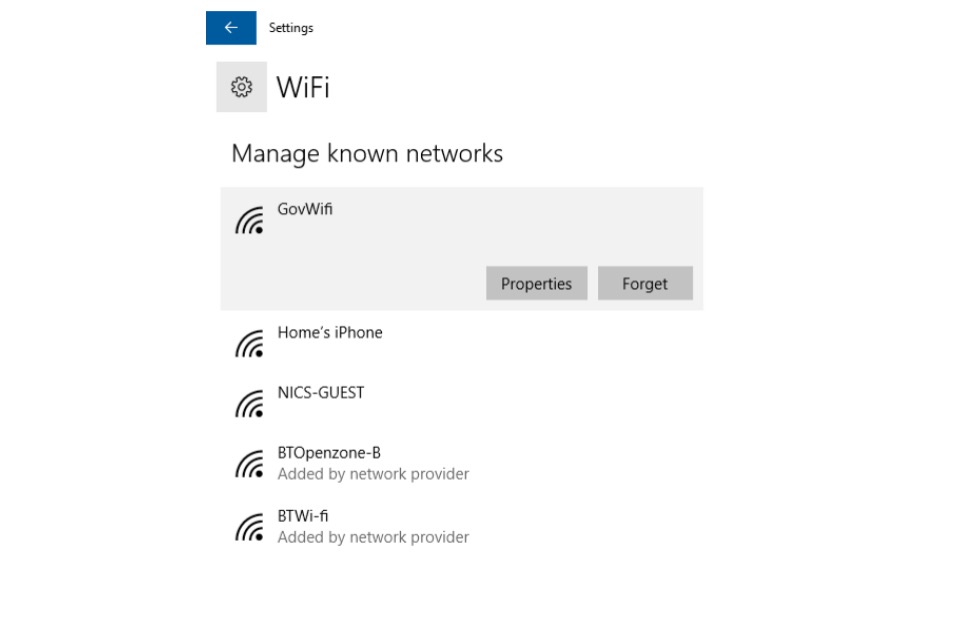 Settings
WiFi
Manage known networks
GovWifi
Properties Forget
Home's iPhone
NICS-GUEST
BTOpenzone-B
Added by network provider
BTWi-fi
Added by network provider